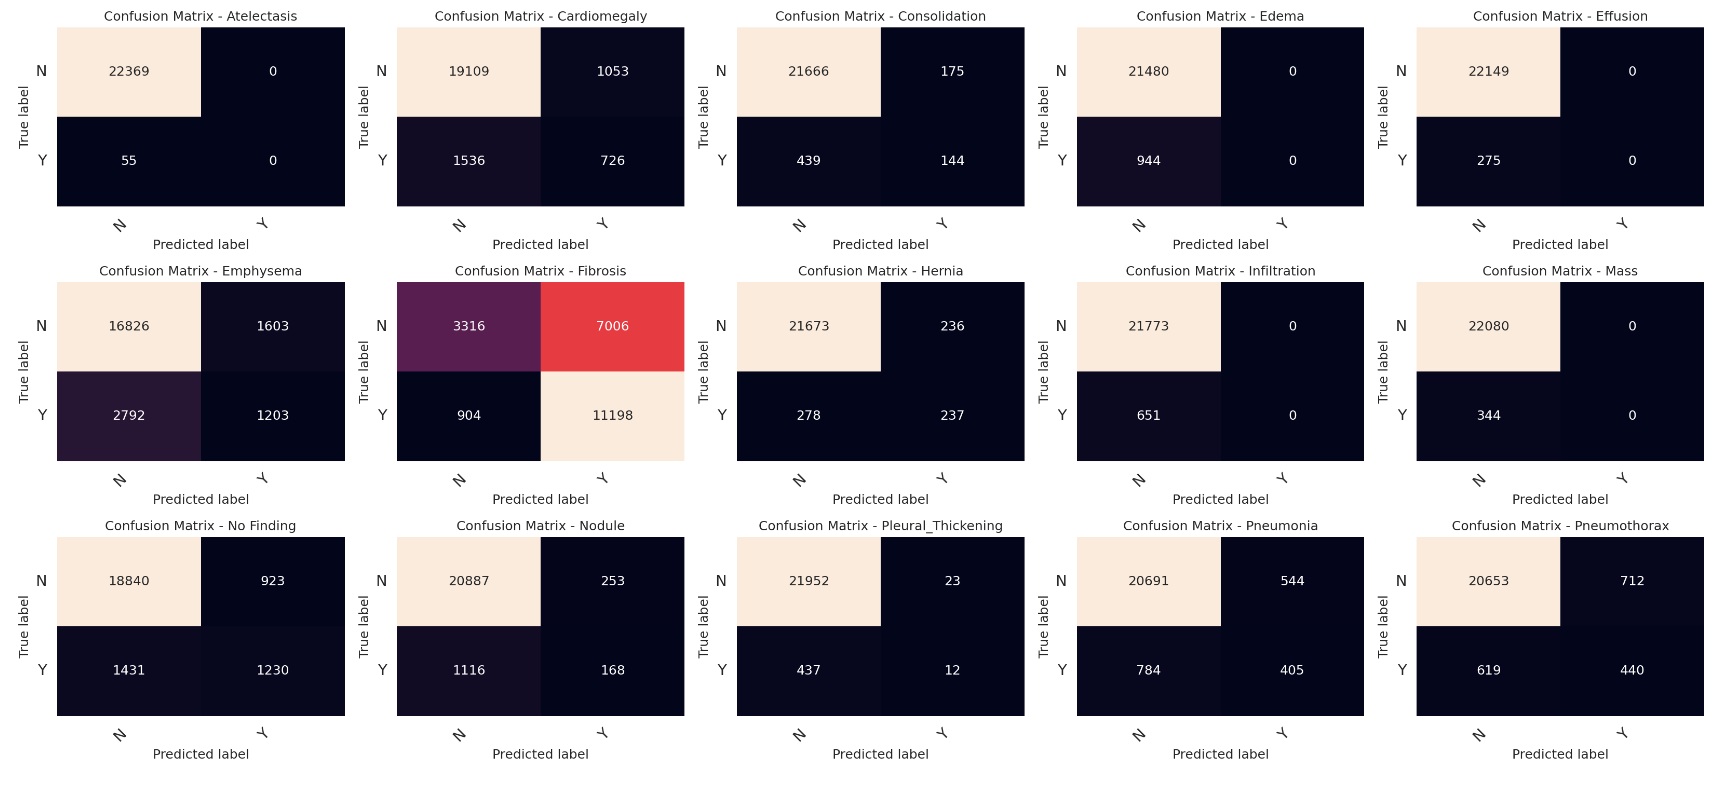 Confusion Matrix - Atelectasis
True label
N
22369
0
Y
55
0
N
Y
Predicted label
Confusion Matrix - Cardiomegaly
True label
N
19109
1053
Y
1536
726
N
Y
Predicted label
Confusion Matrix - Consolidation
True label
N
21666
175
Y
439
144
N
Y
Predicted label
Confusion Matrix - Edema
True label
N
21480
0
Y
944
0
N
Y
Predicted label
Confusion Matrix - Effusion
True label
N
22149
0
Y
275
0
N
Y
Predicted label
Confusion Matrix - Emphysema
True label
N
16826
1603
Y
2792
1203
N
Y
Predicted label
Confusion Matrix - Fibrosis
True label
N
3316
7006
Y
904
11198
N
Y
Predicted label
Confusion Matrix - Hernia
True label
N
21673
236
Y
278
237
N
Y
Predicted label
Confusion Matrix - Infiltration
True label
N
21773
0
Y
651
0
N
Y
Predicted label
Confusion Matrix - Mass
True label
N
22080
0
Y
344
0
N
Y
Predicted label
Confusion Matrix - No Finding
True label
N
18840
923
Y
1431
1230
N
Y
Predicted label
Confusion Matrix - Nodule
True label
N
20887
253
Y
1116
168
N
Y
Predicted label
Confusion Matrix - Pleural_Thickening
True label
N
21952
23
Y
437
12
N
Y
Predicted label
Confusion Matrix - Pneumonia
True label
N
20691
544
Y
784
405
N
Y
Predicted label
Confusion Matrix - Pneumothorax
True label
N
20653
712
Y
619
440
N
Y
Predicted label